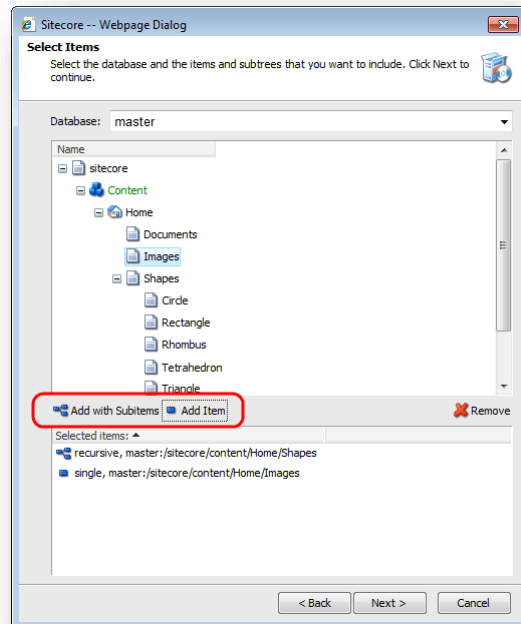 Sitecore -- Webpage Dialog
Select Items
Select the database and the items and subtrees that you want to include. Click Next to
continue.
Database: master
Name
sitecore
Content
Home
Documents
Images
Shapes
Circle
Rectangle
Rhombus
Tetrahedron
Triangle
Add with Subitems Add Item Remove
Selected items:
recursive, master:/sitecore/content/Home/Shapes
single, master:/sitecore/content/Home/Images
< Back Next > Cancel